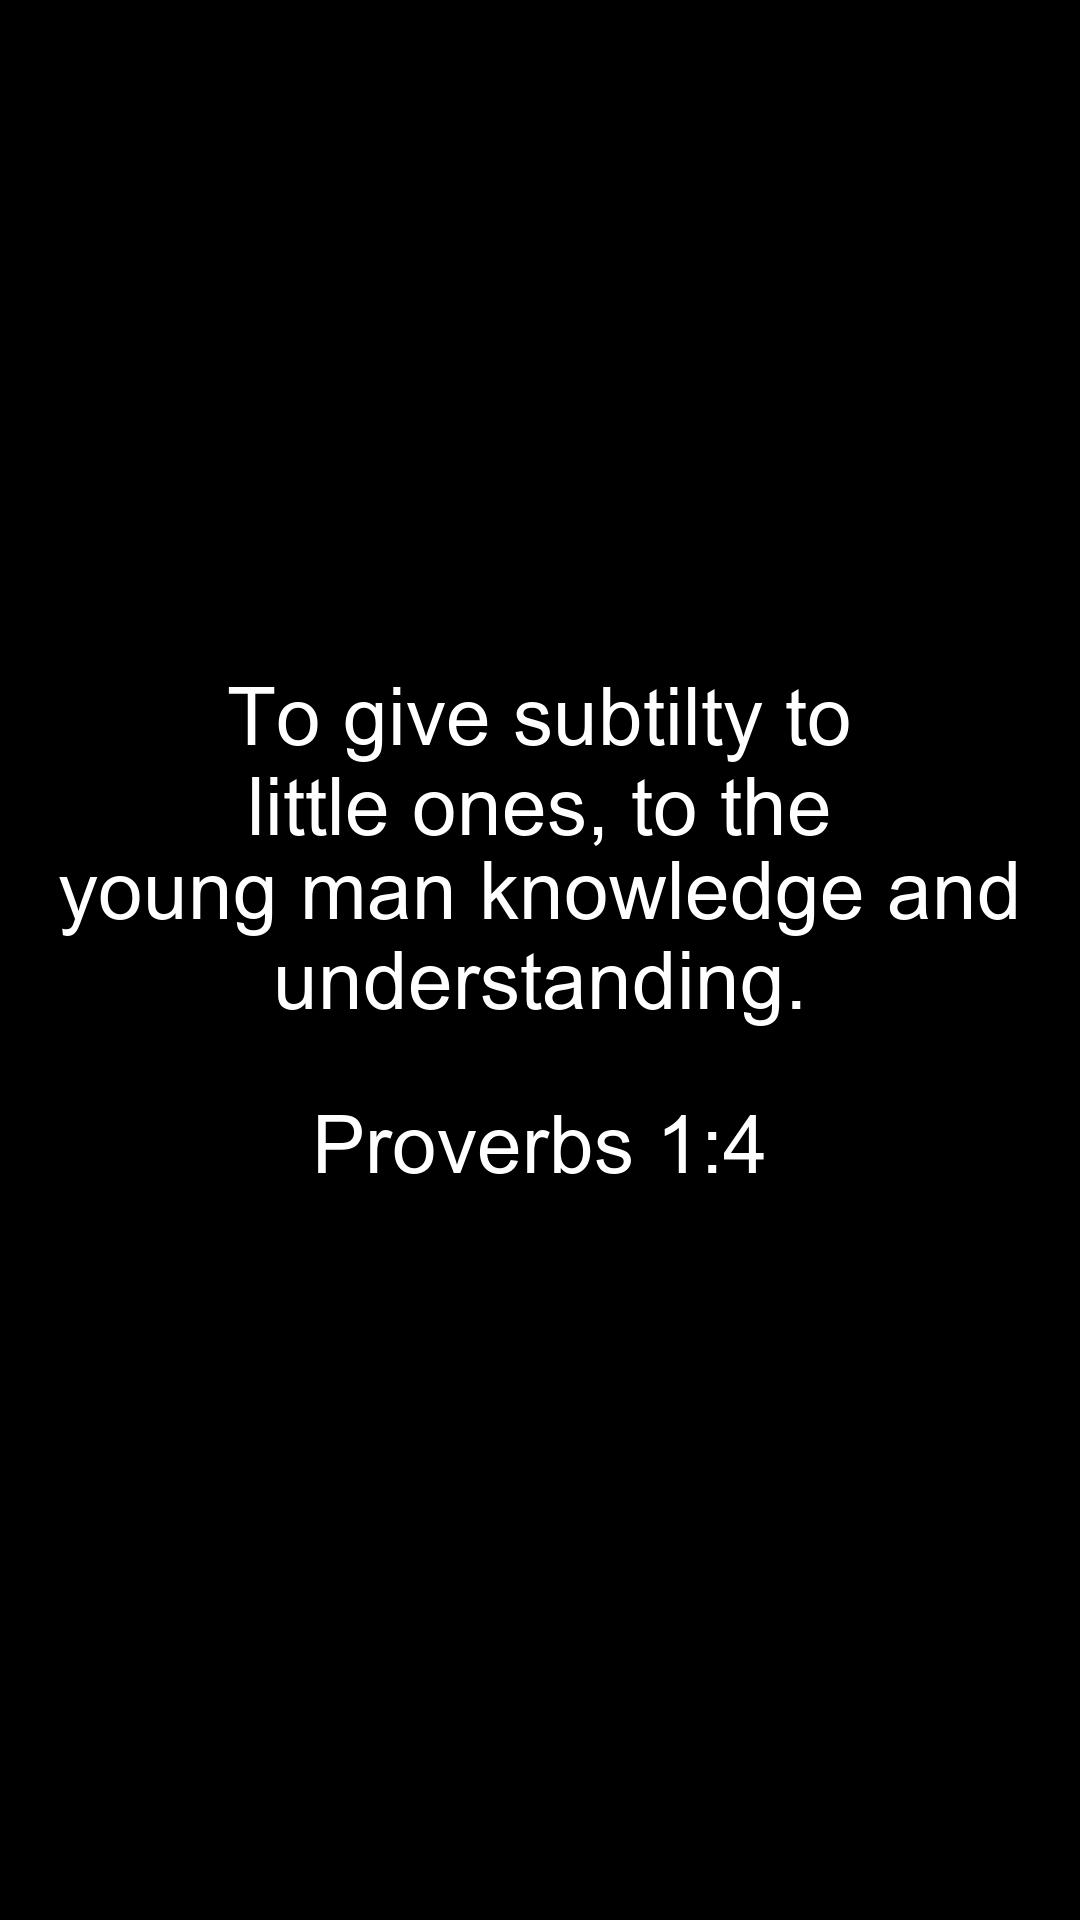 To give subtilty to
little ones, to the
young man knowledge and
understanding.
Proverbs 1:4